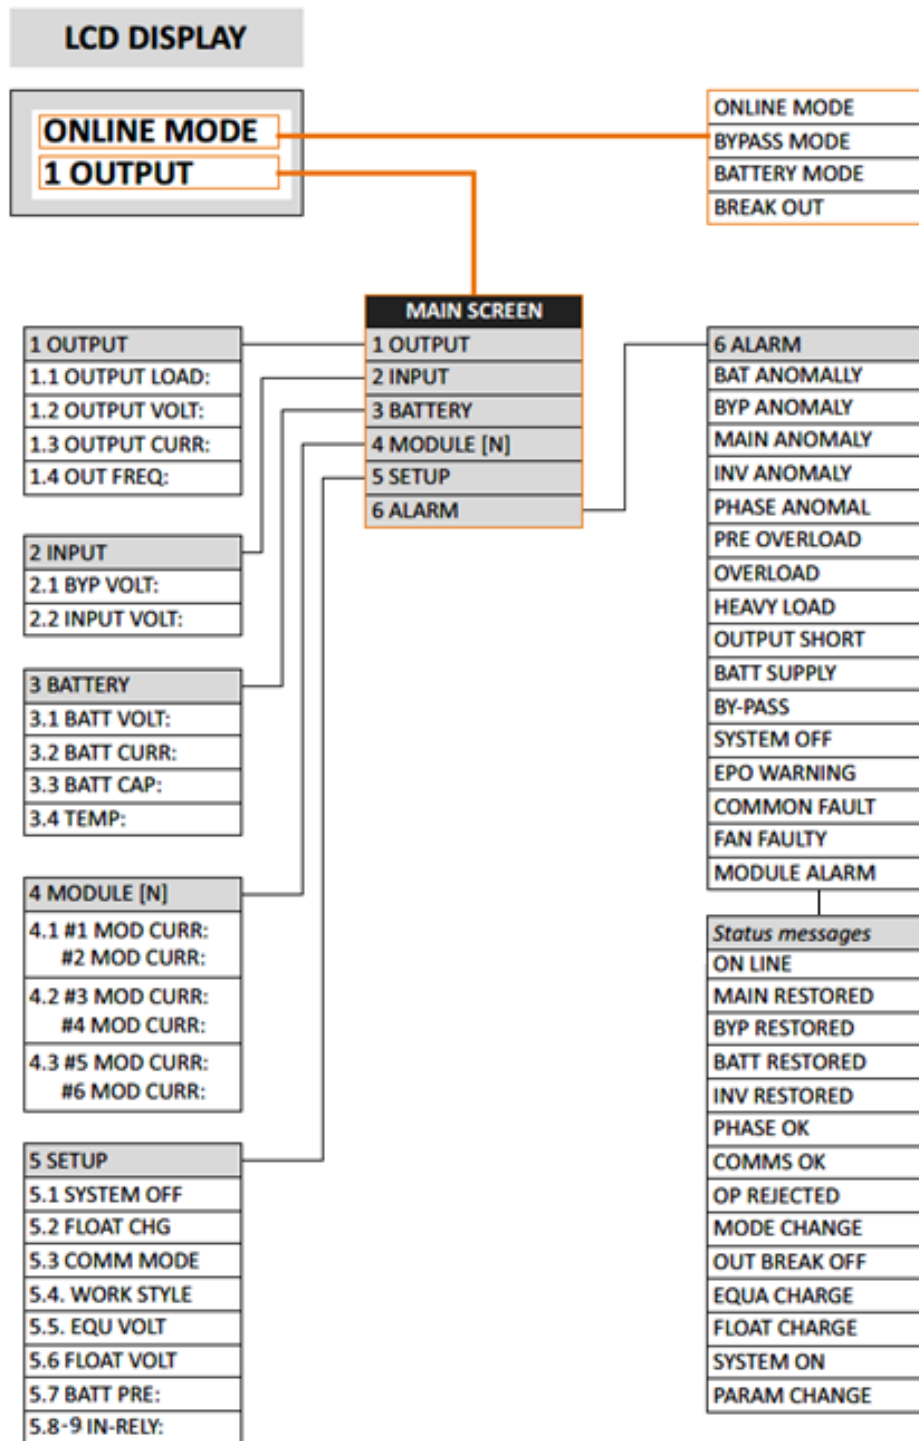 LCD DISPLAY
ONLINE MODE
1 OUTPUT
ONLINE MODE
BYPASS MODE
BATTERY MODE
BREAK OUT
MAIN SCREEN
1 OUTPUT
2 INPUT
3 BATTERY
4 MODULE [N]
5 SETUP
6 ALARM
1 OUTPUT
1.1 OUTPUT LOAD:
1.2 OUTPUT VOLT:
1.3 OUTPUT CURR:
1.4 OUT FREQ:
2 INPUT
2.1 BYP VOLT:
2.2 INPUT VOLT:
3 BATTERY
3.1 BATT VOLT:
3.2 BATT CURR:
3.3 BATT CAP:
3.4 TEMP:
4 MODULE [N]
4.1 #1 MOD CURR:
#2 MOD CURR:
4.2 #3 MOD CURR:
#4 MOD CURR:
4.3 #5 MOD CURR:
#6 MOD CURR:
5 SETUP
5.1 SYSTEM OFF
5.2 FLOAT CHG
5.3 COMM MODE
5.4. WORK STYLE
5.5. EQU VOLT
5.6 FLOAT VOLT
5.7 BATT PRE:
5.8-9 IN-RELY:
6 ALARM
BAT ANOMALLY
BYP ANOMALY
MAIN ANOMALY
INV ANOMALY
PHASE ANOMAL
PRE OVERLOAD
OVERLOAD
HEAVY LOAD
OUTPUT SHORT
BATT SUPPLY
BY-PASS
SYSTEM OFF
EPO WARNING
COMMON FAULT
FAN FAULTY
MODULE ALARM
Status messages
ON LINE
MAIN RESTORED
BYP RESTORED
BATT RESTORED
INV RESTORED
PHASE OK
COMMS OK
OP REJECTED
MODE CHANGE
OUT BREAK OFF
EQUA CHARGE
FLOAT CHARGE
SYSTEM ON
PARAM CHANGE